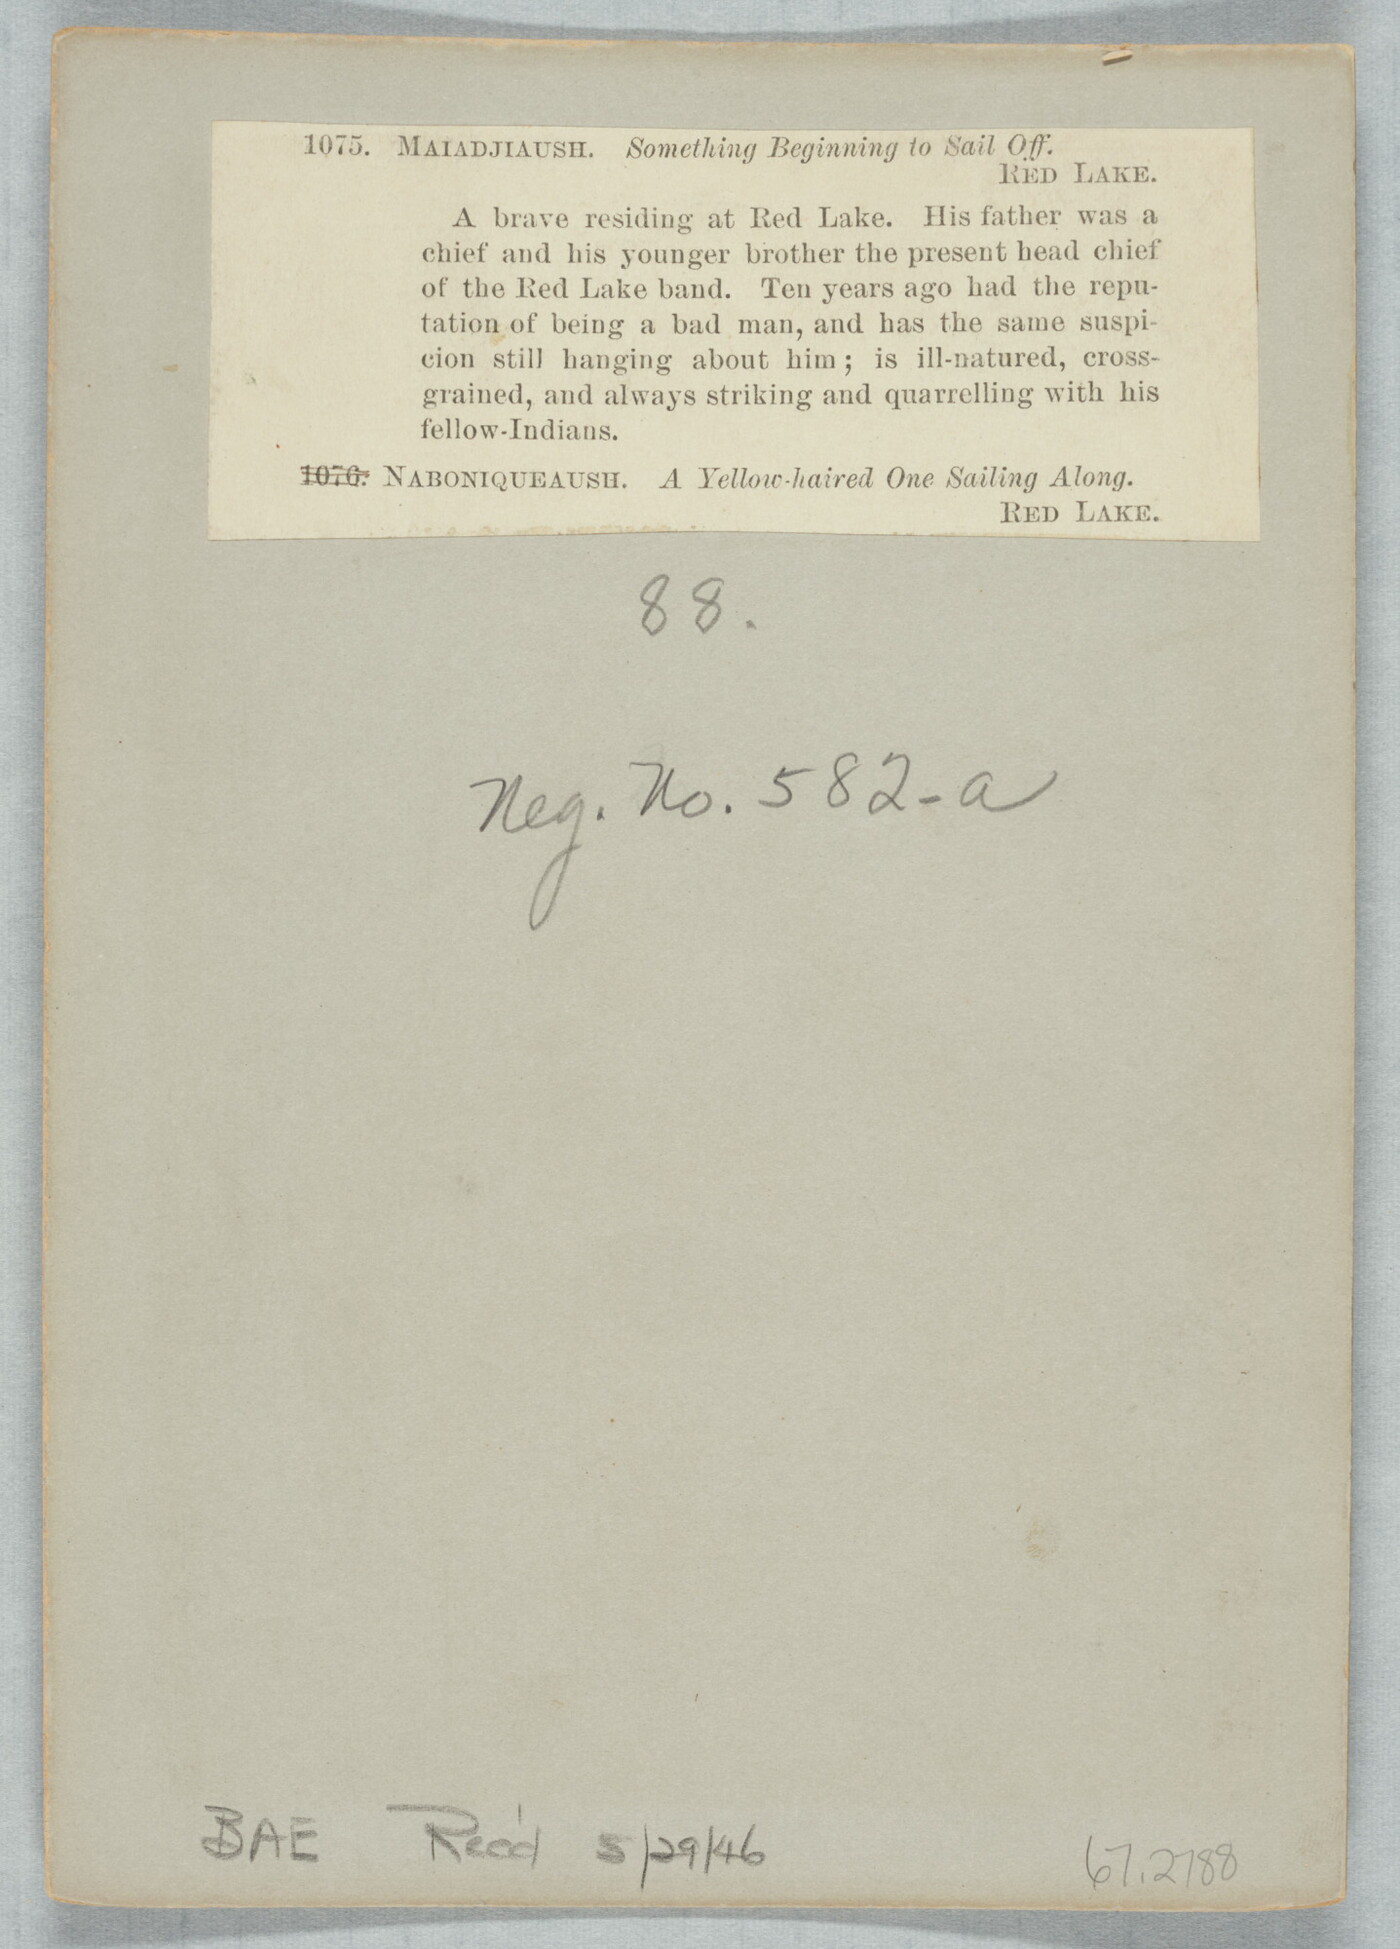 1075. MAIADJIAUSH. Something Beginning to Sail Off.
RED LAKE.
A brave residing at Red Lake. His father was a
chief and his younger brother the present head chief
of the Red Lake band. Ten years ago had the repu-
tation of being a bad man, and has the same suspi-
cion still hanging about him; is ill-natured, cross-
grained, and always striking and quarrelling with his
fellow-Indians.
1076. NABONIQUEAUSH. A Yellow-haired One Sailing Along.
RED LAKE.
88.
Neg. No. 582-a
BAE Rec'd 5/29/46
67.2788